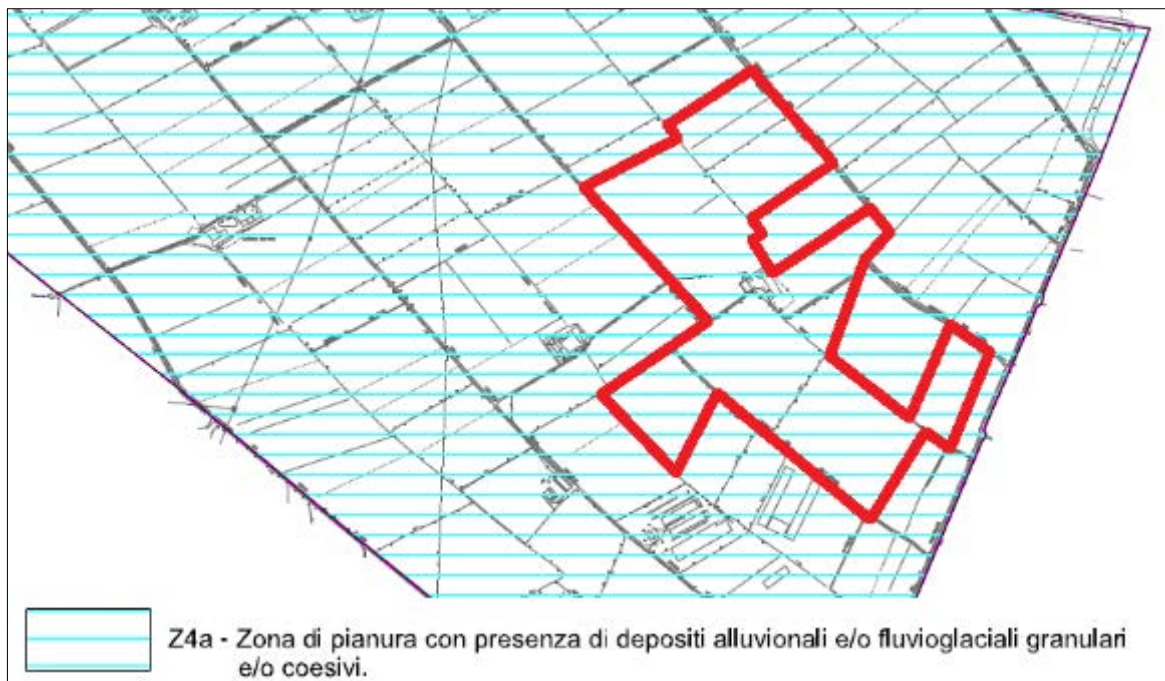 Z4a - Zona di pianura con presenza di depositi alluvionali e/o fluvioglaciali granulari
e/o coesivi.